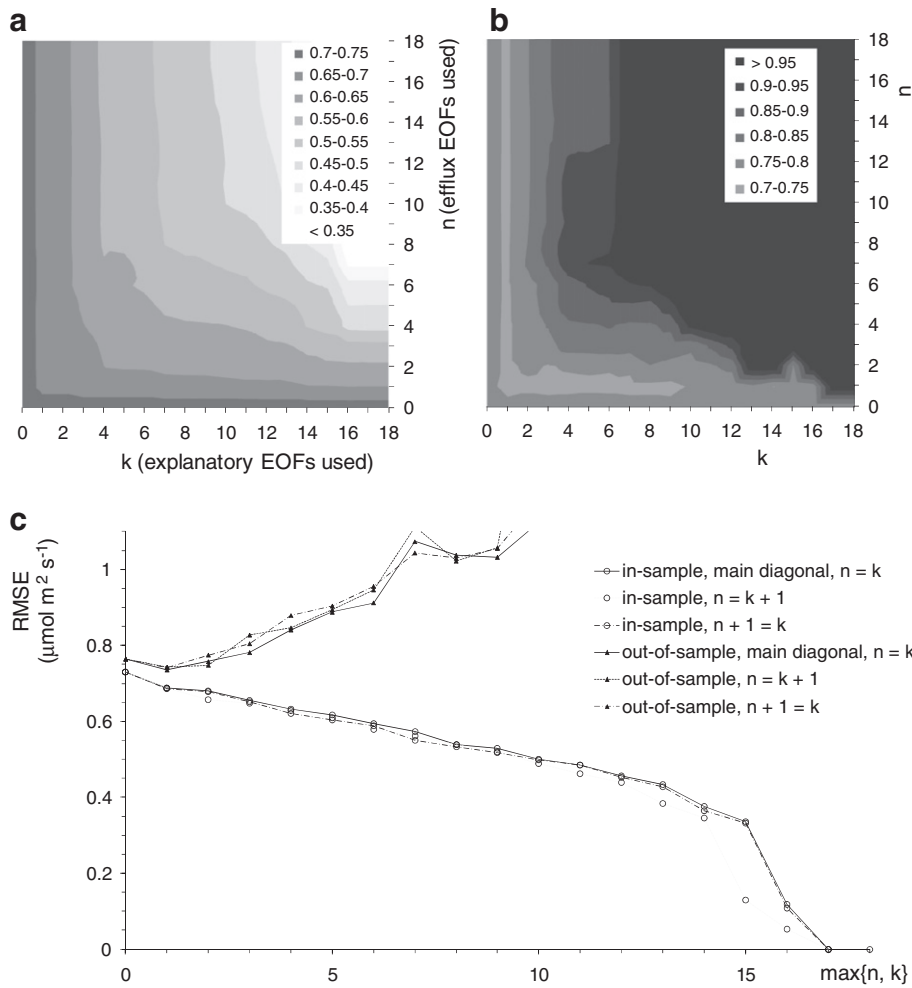 a
0.7-0.75
0.65-0.7
0.6-0.65
0.55-0.6
0.5-0.55
0.45-0.5
0.4-0.45
0.35-0.4
< 0.35
18
16
14
12
10
8
6
4
2
0
n (efflux EOFs used)
0 2 4 6 8 10 12 14 16 18
k (explanatory EOFs used)
b
> 0.95
0.9-0.95
0.85-0.9
0.8-0.85
0.75-0.8
0.7-0.75
18
16
14
12
10
8
6
4
2
0
n
0 2 4 6 8 10 12 14 16 18
k
c
RMSE
(μmol m² s⁻¹)
1
0.8
0.6
0.4
0.2
0
in-sample, main diagonal, n = k
in-sample, n = k + 1
in-sample, n + 1 = k
out-of-sample, main diagonal, n = k
out-of-sample, n = k + 1
out-of-sample, n + 1 = k
0 5 10 15 max{n, k}